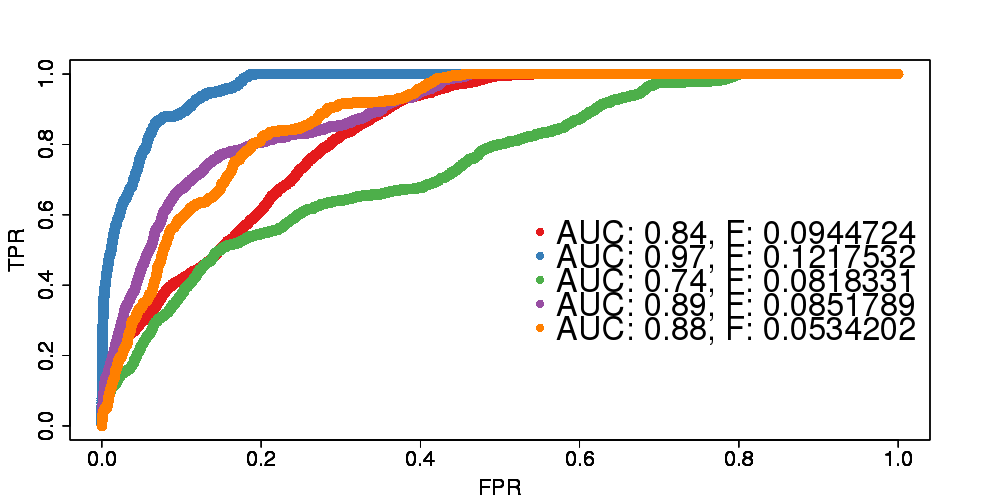 TPR
1.0
0.8
0.6
0.4
0.2
0.0
AUC: 0.84, F: 0.0944724
AUC: 0.97, F: 0.1217532
AUC: 0.74, F: 0.0818331
AUC: 0.89, F: 0.0851789
AUC: 0.88, F: 0.0534202
0.0 0.2 0.4 0.6 0.8 1.0
FPR